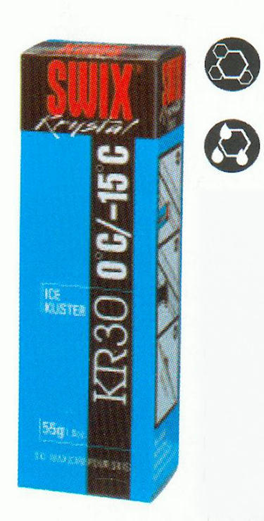 SWIX
Krystal
KR30 0°C/-15°C
ICE
KLISTER
55g